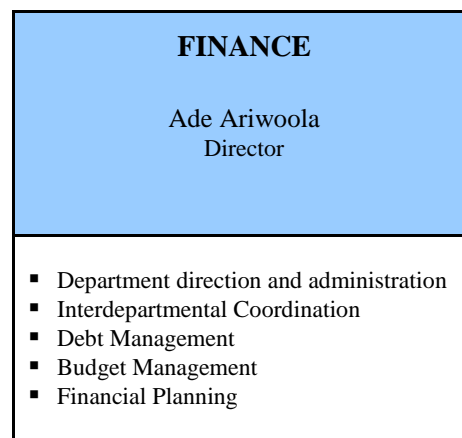 FINANCE
Ade Ariwoola
Director
▪ Department direction and administration
▪ Interdepartmental Coordination
▪ Debt Management
▪ Budget Management
▪ Financial Planning